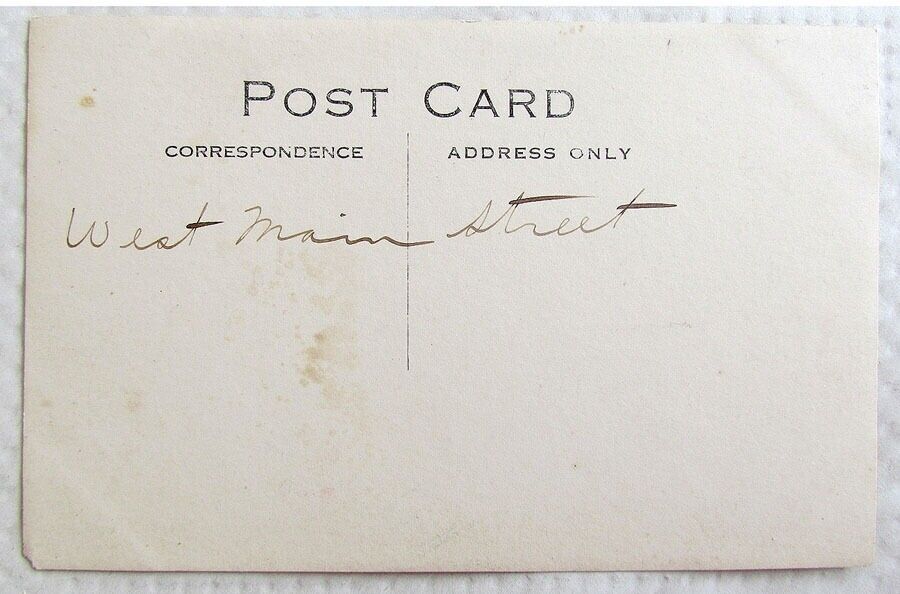 POST CARD
CORRESPONDENCE ADDRESS ONLY
West Main Street